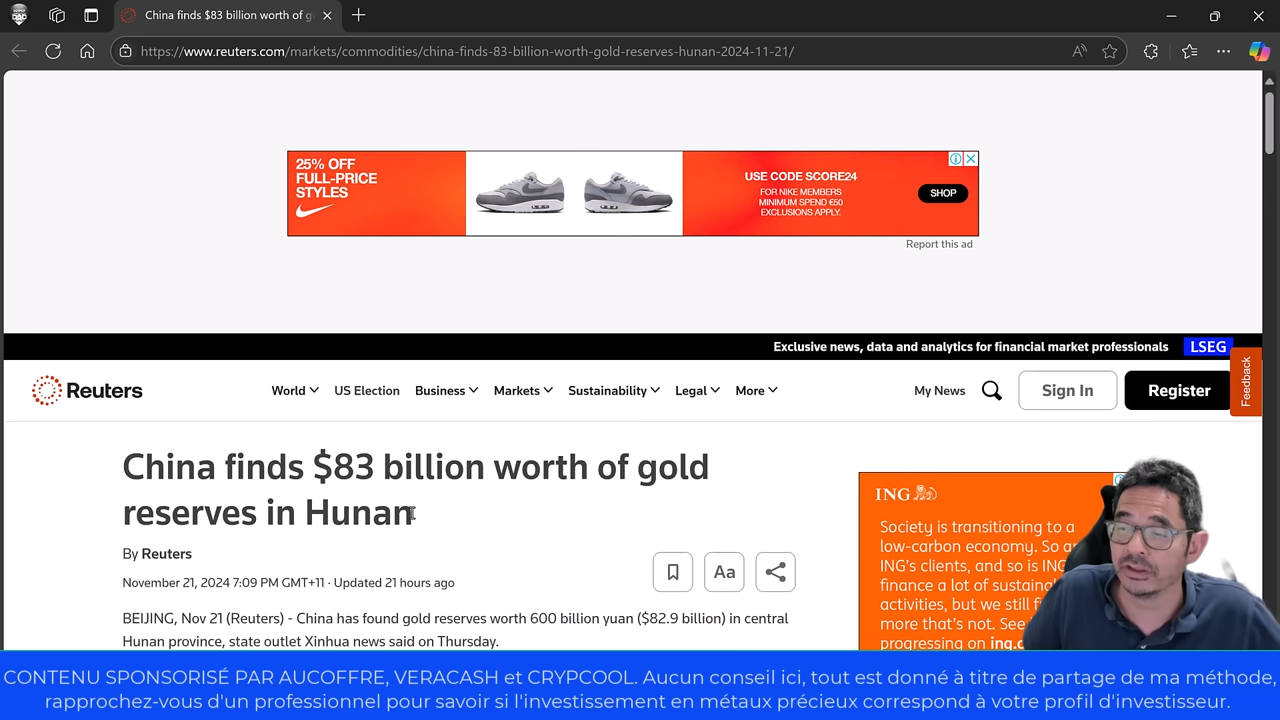 China finds $83 billion worth of g
https://www.reuters.com/markets/commodities/china-finds-83-billion-worth-gold-reserves-hunan-2024-11-21/
25% OFF
FULL-PRICE
STYLES
USE CODE SCORE24
FOR NIKE MEMBERS
MINIMUM SPEND €50
EXCLUSIONS APPLY.
SHOP
Report this ad
Exclusive news, data and analytics for financial market professionals LSEG
Feedback
Reuters
World US Election Business Markets Sustainability Legal More My News Sign In Register
China finds $83 billion worth of gold
reserves in Hunan
By Reuters
November 21, 2024 7:09 PM GMT+11 · Updated 21 hours ago
Aa
BEIJING, Nov 21 (Reuters) - China has found gold reserves worth 600 billion yuan ($82.9 billion) in central
Hunan province, state outlet Xinhua news said on Thursday.
ING
Society is transitioning to a
low-carbon economy. So
ING's clients, and so is ING
finance a lot of
activities, but we still
more that's not. See
progressing on
CONTENU SPONSORISÉ PAR AUCOFFRE, VERACASH et CRYPCOOL. Aucun conseil ici, tout est donné à titre de partage de ma méthode,
rapprochez-vous d'un professionnel pour savoir si l'investissement en métaux précieux correspond à votre profil d'investisseur.